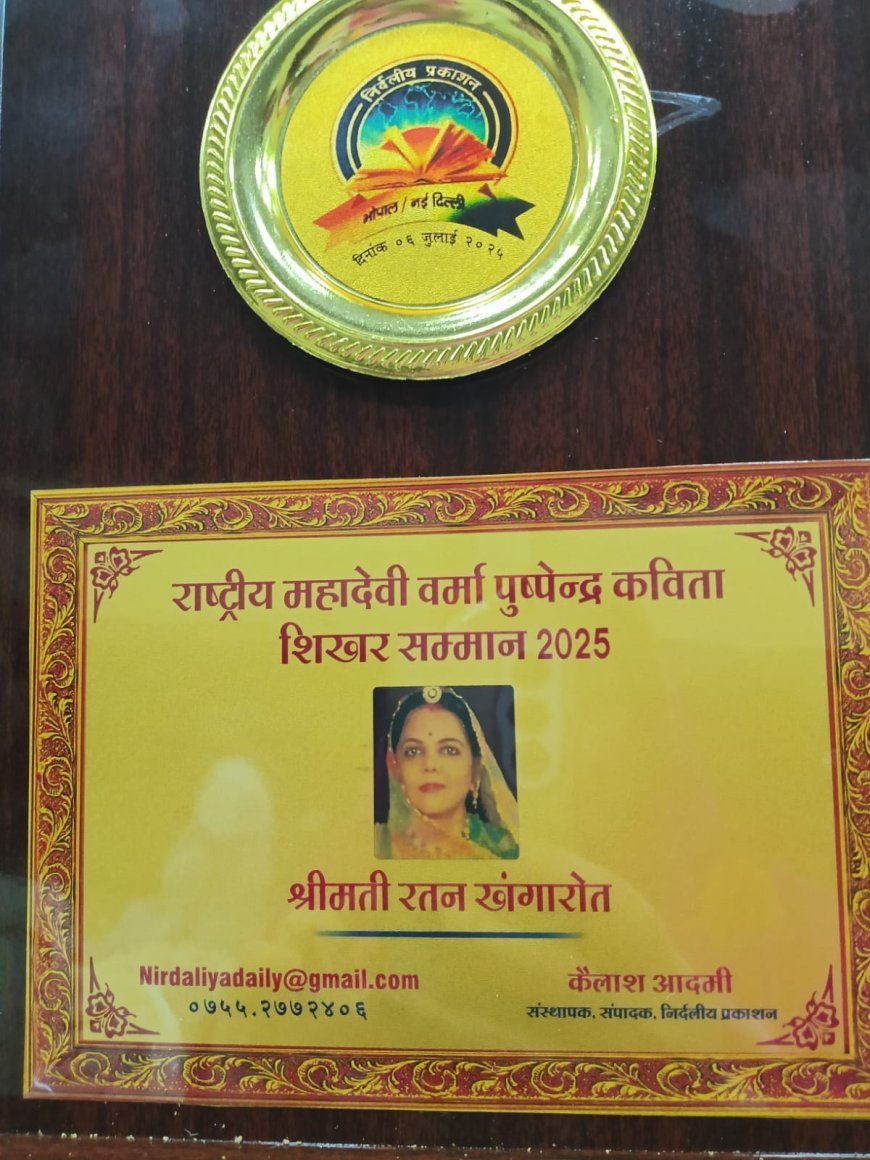 निर्दलीय प्रकाशन
भोपाल / नई दिल्ली
दिनांक ०६ जुलाई २०२५
राष्ट्रीय महादेवी वर्मा पुष्पेन्द्र कविता
शिखर सम्मान 2025
श्रीमती रतन खंगारोत
Nirdaliyadaily@gmail.com
०७५५.२७७२४०६
कैलाश आदमी
संस्थापक, संपादक, निर्दलीय प्रकाशन